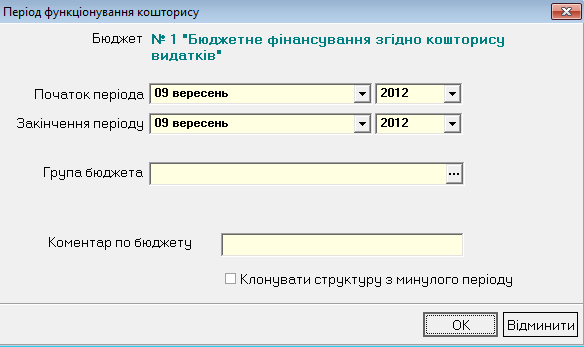 Період функціонування кошторису
Бюджет № 1 "Бюджетне фінансування згідно кошторису
видатків"
Початок періода 09 вересень 2012
Закінчення періоду 09 вересень 2012
Група бюджета ...
Коментар по бюджету
Клонувати структуру з минулого періоду
OK Відминити